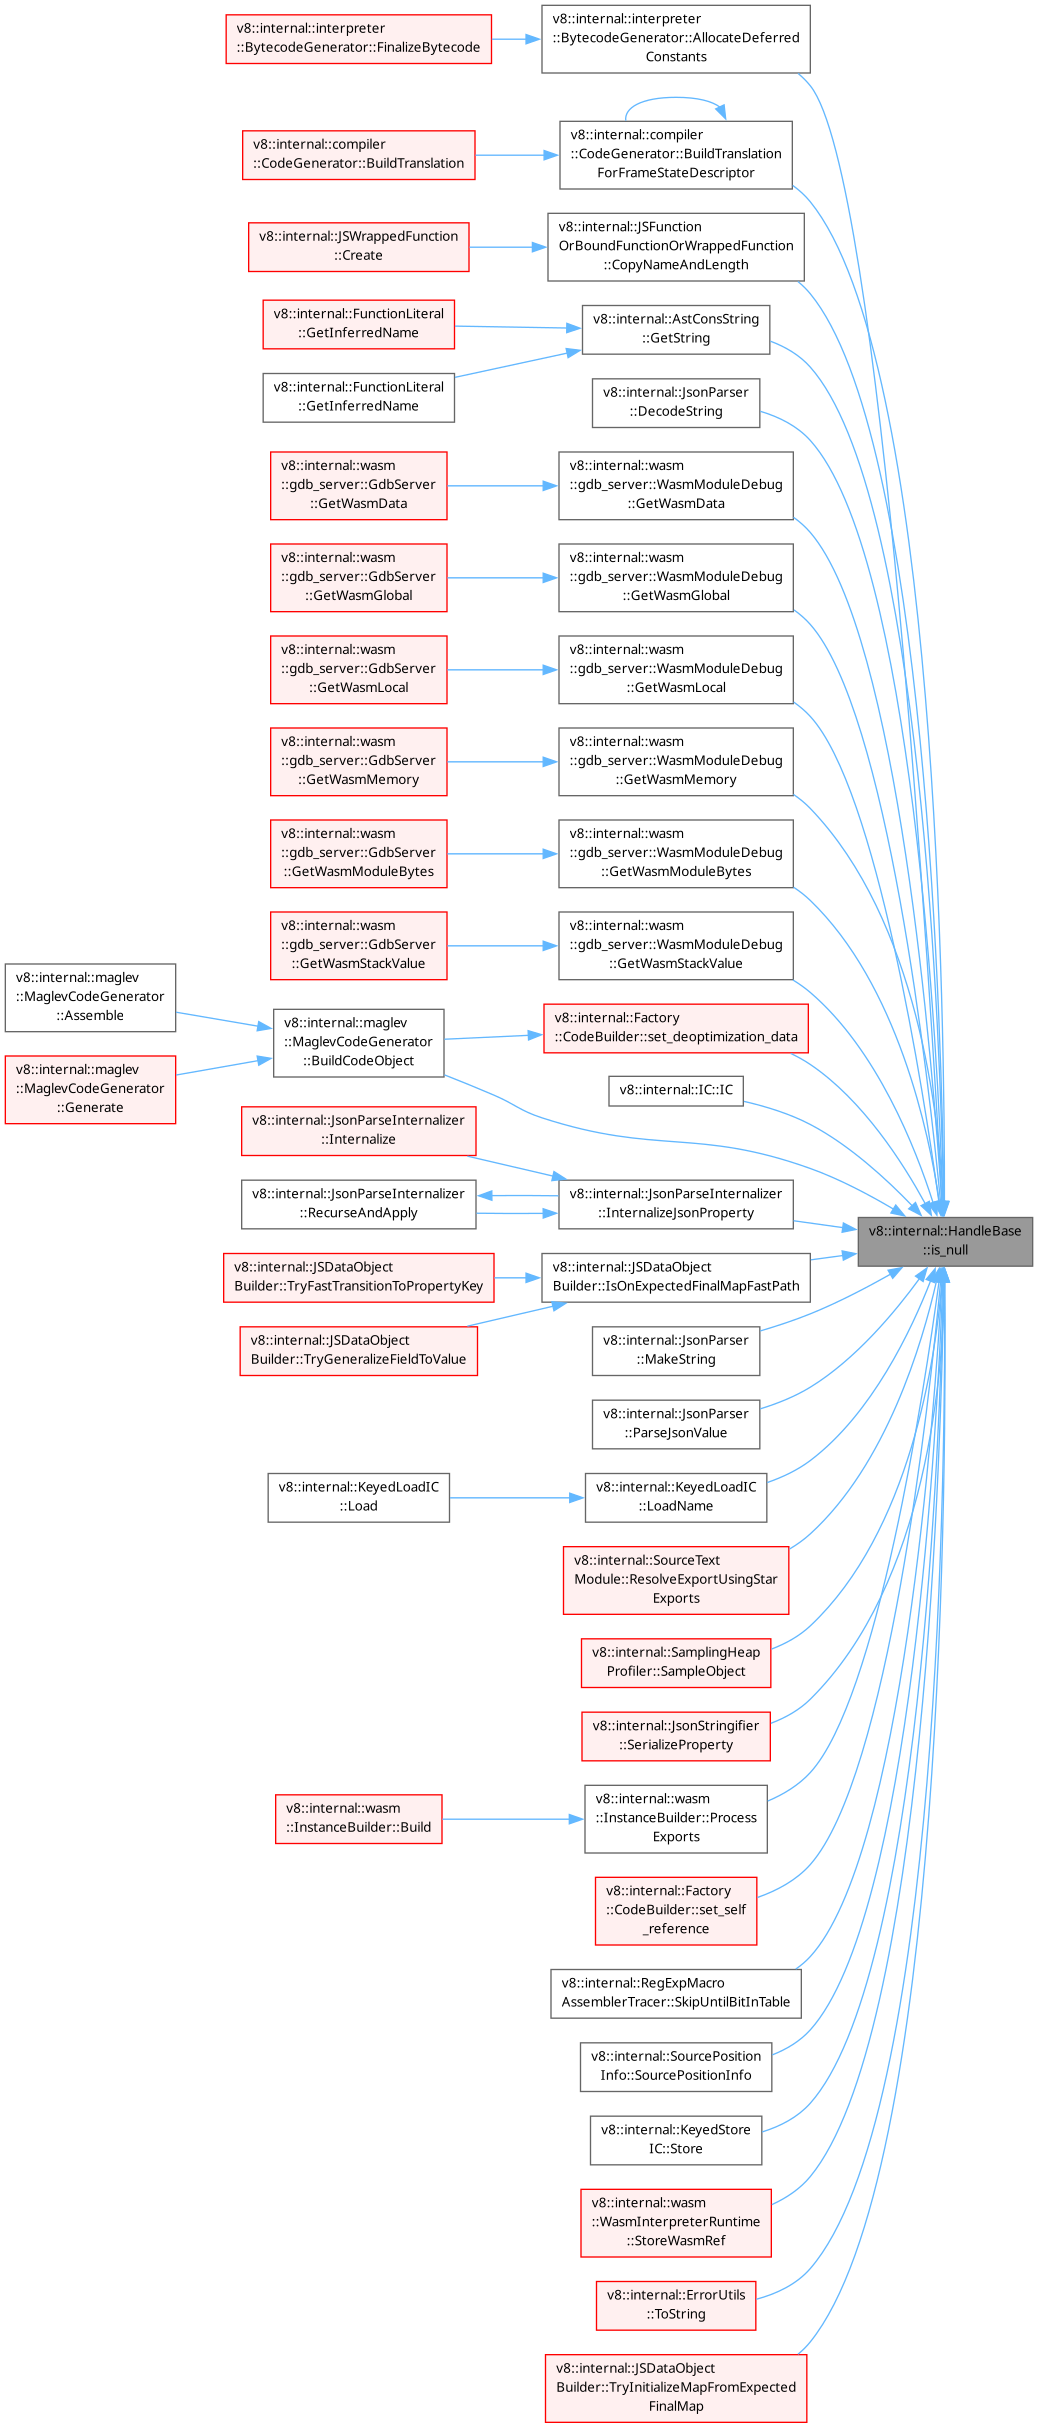 v8::internal::interpreter
::BytecodeGenerator::FinalizeBytecode
v8::internal::interpreter
::BytecodeGenerator::AllocateDeferred
Constants
v8::internal::compiler
::CodeGenerator::BuildTranslation
v8::internal::compiler
::CodeGenerator::BuildTranslation
ForFrameStateDescriptor
v8::internal::JSWrappedFunction
::Create
v8::internal::JSFunction
OrBoundFunctionOrWrappedFunction
::CopyNameAndLength
v8::internal::FunctionLiteral
::GetInferredName
v8::internal::AstConsString
::GetString
v8::internal::FunctionLiteral
::GetInferredName
v8::internal::JsonParser
::DecodeString
v8::internal::wasm
::gdb_server::GdbServer
::GetWasmData
v8::internal::wasm
::gdb_server::WasmModuleDebug
::GetWasmData
v8::internal::wasm
::gdb_server::GdbServer
::GetWasmGlobal
v8::internal::wasm
::gdb_server::WasmModuleDebug
::GetWasmGlobal
v8::internal::wasm
::gdb_server::GdbServer
::GetWasmLocal
v8::internal::wasm
::gdb_server::WasmModuleDebug
::GetWasmLocal
v8::internal::wasm
::gdb_server::GdbServer
::GetWasmMemory
v8::internal::wasm
::gdb_server::WasmModuleDebug
::GetWasmMemory
v8::internal::wasm
::gdb_server::GdbServer
::GetWasmModuleBytes
v8::internal::wasm
::gdb_server::WasmModuleDebug
::GetWasmModuleBytes
v8::internal::wasm
::gdb_server::GdbServer
::GetWasmStackValue
v8::internal::wasm
::gdb_server::WasmModuleDebug
::GetWasmStackValue
v8::internal::maglev
::MaglevCodeGenerator
::Assemble
v8::internal::maglev
::MaglevCodeGenerator
::BuildCodeObject
v8::internal::Factory
::CodeBuilder::set_deoptimization_data
v8::internal::maglev
::MaglevCodeGenerator
::Generate
v8::internal::IC::IC
v8::internal::JsonParseInternalizer
::Internalize
v8::internal::JsonParseInternalizer
::RecurseAndApply
v8::internal::JsonParseInternalizer
::InternalizeJsonProperty
v8::internal::HandleBase
::is_null
v8::internal::JSDataObject
Builder::TryFastTransitionToPropertyKey
v8::internal::JSDataObject
Builder::IsOnExpectedFinalMapFastPath
v8::internal::JSDataObject
Builder::TryGeneralizeFieldToValue
v8::internal::JsonParser
::MakeString
v8::internal::JsonParser
::ParseJsonValue
v8::internal::KeyedLoadIC
::Load
v8::internal::KeyedLoadIC
::LoadName
v8::internal::SourceText
Module::ResolveExportUsingStar
Exports
v8::internal::SamplingHeap
Profiler::SampleObject
v8::internal::JsonStringifier
::SerializeProperty
v8::internal::wasm
::InstanceBuilder::Build
v8::internal::wasm
::InstanceBuilder::Process
Exports
v8::internal::Factory
::CodeBuilder::set_self
_reference
v8::internal::RegExpMacro
AssemblerTracer::SkipUntilBitInTable
v8::internal::SourcePosition
Info::SourcePositionInfo
v8::internal::KeyedStore
IC::Store
v8::internal::wasm
::WasmInterpreterRuntime
::StoreWasmRef
v8::internal::ErrorUtils
::ToString
v8::internal::JSDataObject
Builder::TryInitializeMapFromExpected
FinalMap